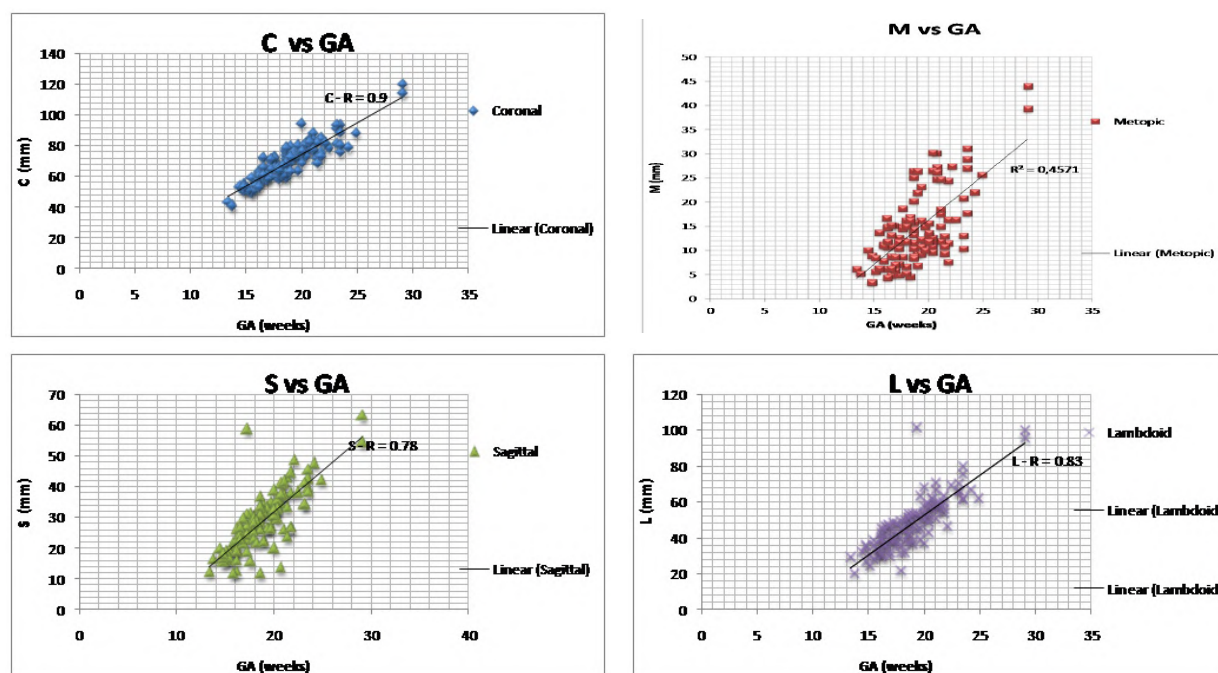 C vs GA
140
120
100
80
60
40
20
0
C (mm)
C - R = 0.9
Coronal
Linear (Coronal)
0 5 10 15 20 25 30 35
GA (weeks)
M vs GA
50
45
40
35
30
25
20
15
10
5
0
M (mm)
R² = 0,4571
Metopic
Linear (Metopic)
0 5 10 15 20 25 30 35
GA (weeks)
S vs GA
70
60
50
40
30
20
10
0
S (mm)
S - R = 0.78
Sagittal
Linear (Sagittal)
0 10 20 30 40
GA (weeks)
L vs GA
120
100
80
60
40
20
0
L (mm)
L - R = 0.83
Lambdoid
Linear (Lambdoid
Linear (Lambdoid
0 5 10 15 20 25 30 35
GA (weeks)